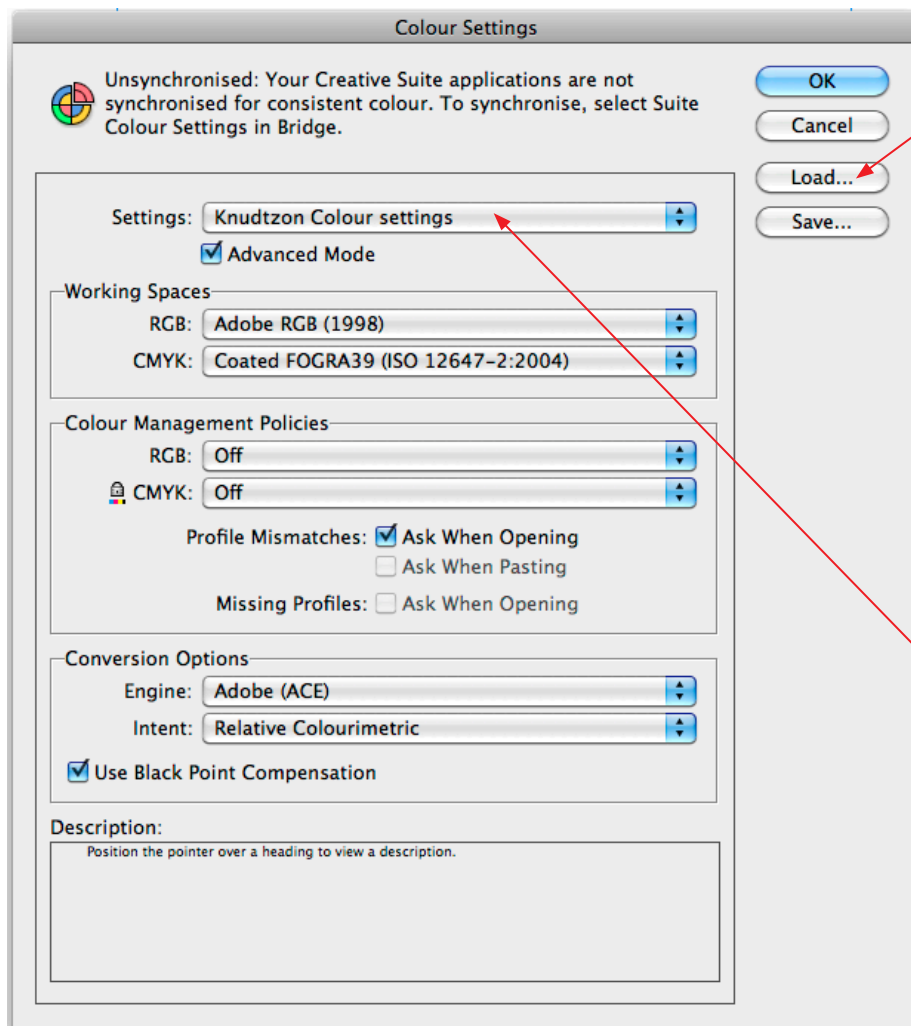 Colour Settings
Unsynchronised: Your Creative Suite applications are not
synchronised for consistent colour. To synchronise, select Suite
Colour Settings in Bridge.
OK
Cancel
Load...
Save...
Settings: Knudtzon Colour settings
Advanced Mode
Working Spaces
RGB: Adobe RGB (1998)
CMYK: Coated FOGRA39 (ISO 12647-2:2004)
Colour Management Policies
RGB: Off
CMYK: Off
Profile Mismatches: Ask When Opening
Ask When Pasting
Missing Profiles: Ask When Opening
Conversion Options
Engine: Adobe (ACE)
Intent: Relative Colourimetric
Use Black Point Compensation
Description:
Position the pointer over a heading to view a description.